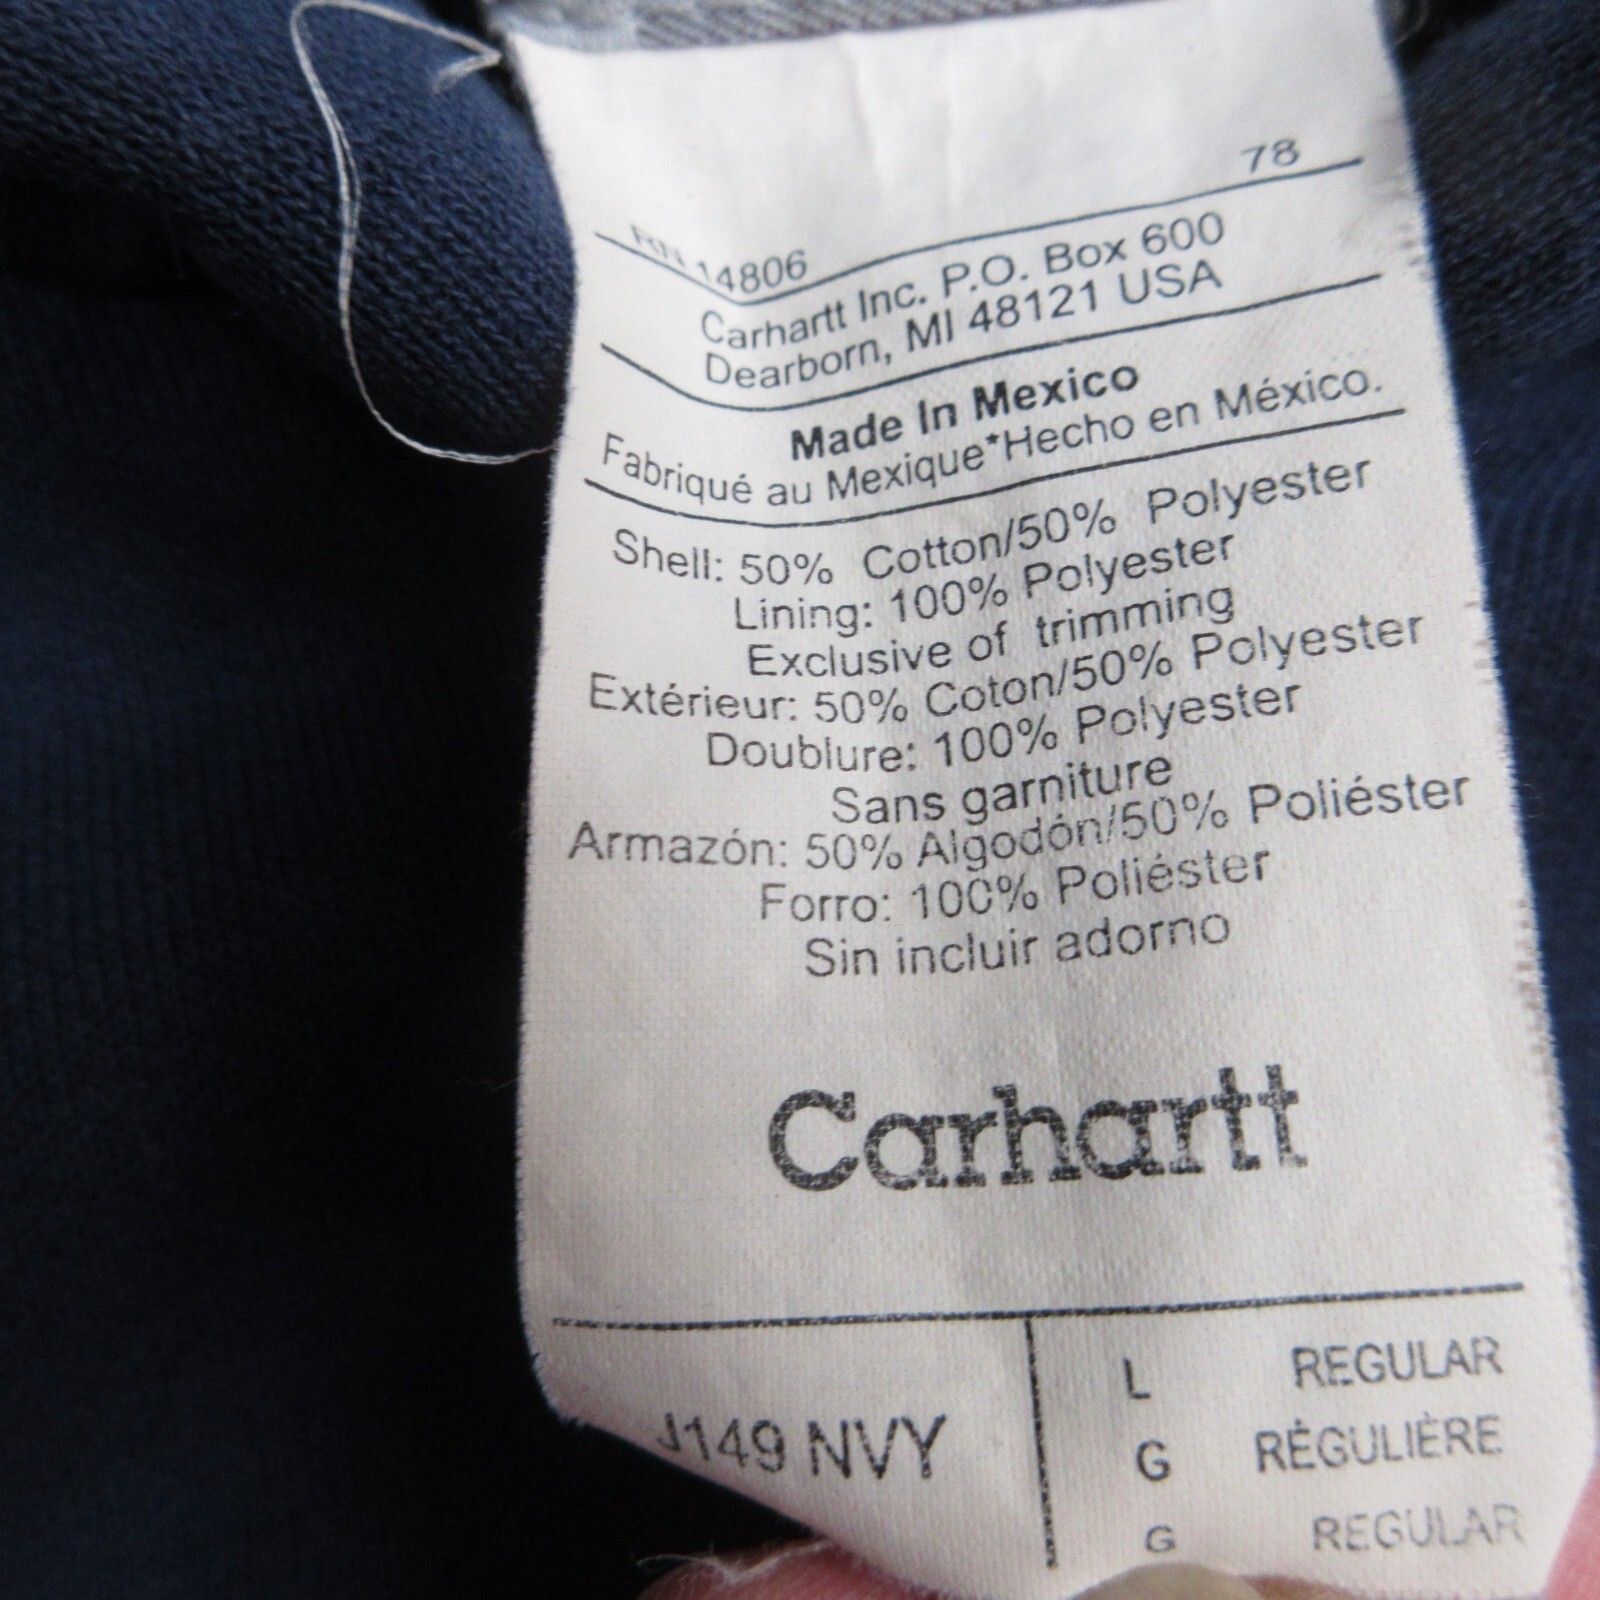 78
RN 14806
Carhartt Inc. P.O. Box 600
Dearborn, MI 48121 USA
Made In Mexico
Fabriqué au Mexique*Hecho en México.
Shell: 50% Cotton/50% Polyester
Lining: 100% Polyester
Exclusive of trimming
Extérieur: 50% Coton/50% Polyester
Doublure: 100% Polyester
Sans garniture
Armazón: 50% Algodón/50% Poliéster
Forro: 100% Poliéster
Sin incluir adorno
Carhartt
J149 NVY
L REGULAR
G RÉGULIÈRE
G REGULAR